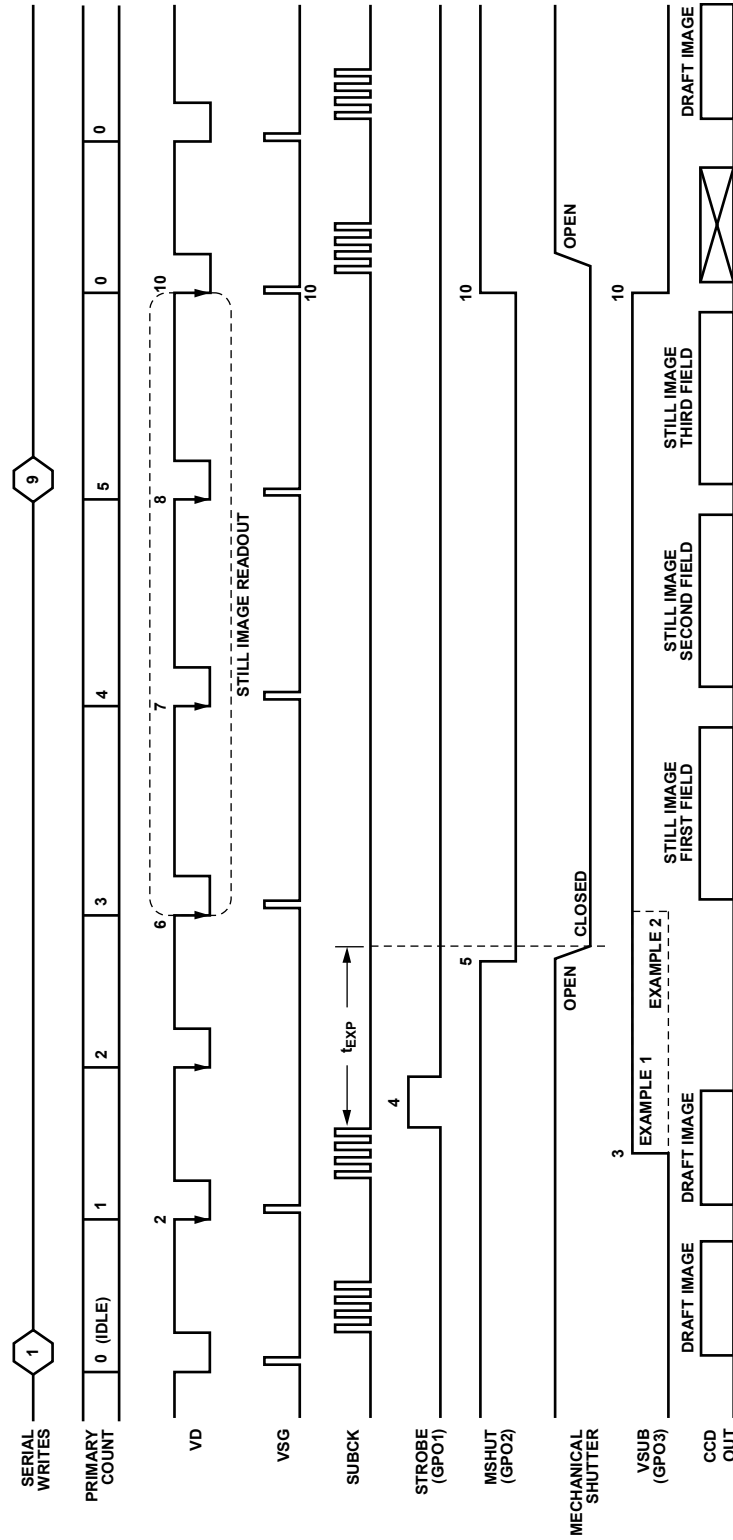 SERIAL
WRITES
1
9
PRIMARY
COUNT
0 (IDLE)
1
2
3
4
5
0
0
VD
2
6
7
8
10
STILL IMAGE READOUT
VSG
10
SUBCK
tEXP
STROBE
(GPO1)
4
MSHUT
(GPO2)
5
10
MECHANICAL
SHUTTER
OPEN
CLOSED
OPEN
VSUB
(GPO3)
3
EXAMPLE 1
EXAMPLE 2
10
CCD
OUT
DRAFT IMAGE
DRAFT IMAGE
STILL IMAGE
FIRST FIELD
STILL IMAGE
SECOND FIELD
STILL IMAGE
THIRD FIELD
DRAFT IMAGE